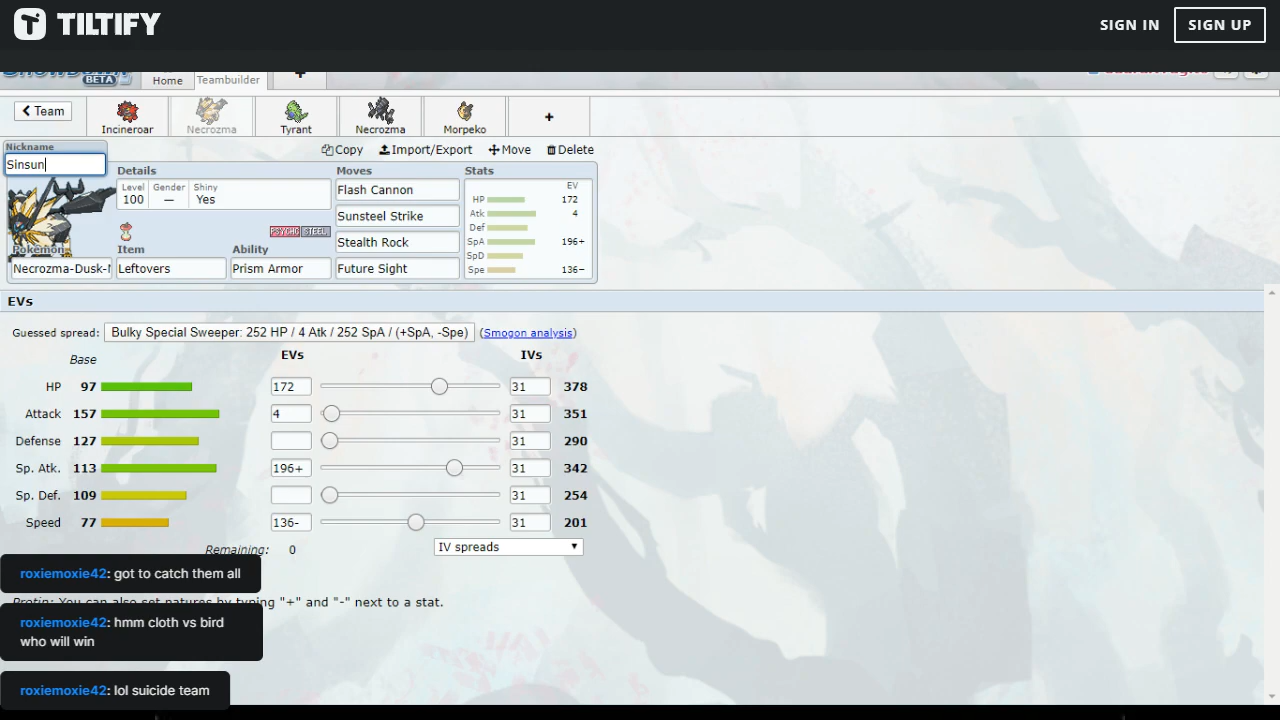 TILTIFY
SIGN IN
SIGN UP
BETA
Home
Teambuilder
+
Team
Incineroar
Necrozma
Tyrant
Necrozma
Morpeko
+
Nickname
Sinsun
Copy
Import/Export
Move
Delete
Details
Level
Gender
Shiny
100
—
Yes
PSYCHC STEEL
Pokémon
Item
Ability
Necrozma-Dusk-
Leftovers
Prism Armor
Moves
Flash Cannon
Sunsteel Strike
Stealth Rock
Future Sight
Stats
EV
HP 172
Atk 4
Def
SpA 196+
SpD
Spe 136−
EVs
Guessed spread: Bulky Special Sweeper: 252 HP / 4 Atk / 252 SpA / (+SpA, -Spe) (Smogon analysis)
Base EVs IVs
HP 97 172 31 378
Attack 157 4 31 351
Defense 127 31 290
Sp. Atk. 113 196+ 31 342
Sp. Def. 109 31 254
Speed 77 136- 31 201
Remaining: 0
IV spreads
roxiemoxie42: got to catch them all
Protip: You can also set natures by typing "+" and "-" next to a stat.
roxiemoxie42: hmm cloth vs bird
who will win
roxiemoxie42: lol suicide team